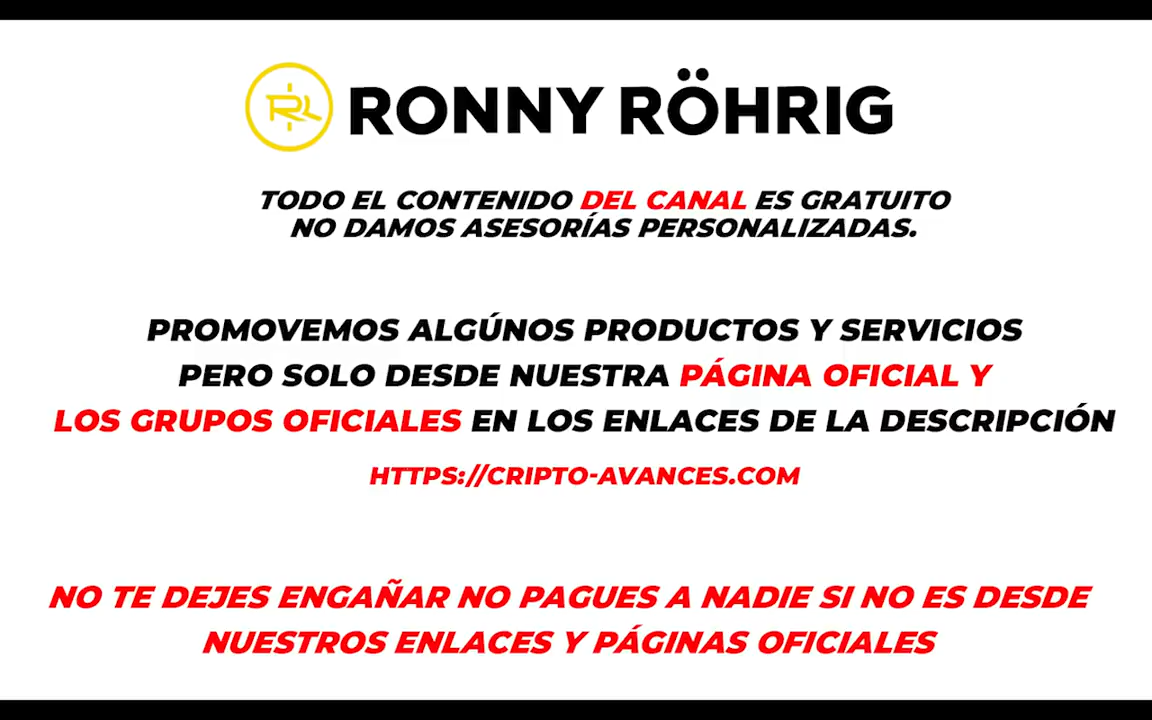 RONNY RÖHRIG
TODO EL CONTENIDO DEL CANAL ES GRATUITO
NO DAMOS ASESORÍAS PERSONALIZADAS.
PROMOVEMOS ALGÚNOS PRODUCTOS Y SERVICIOS
PERO SOLO DESDE NUESTRA PÁGINA OFICIAL Y
LOS GRUPOS OFICIALES EN LOS ENLACES DE LA DESCRIPCIÓN
HTTPS://CRIPTO-AVANCES.COM
NO TE DEJES ENGAÑAR NO PAGUES A NADIE SI NO ES DESDE
NUESTROS ENLACES Y PÁGINAS OFICIALES